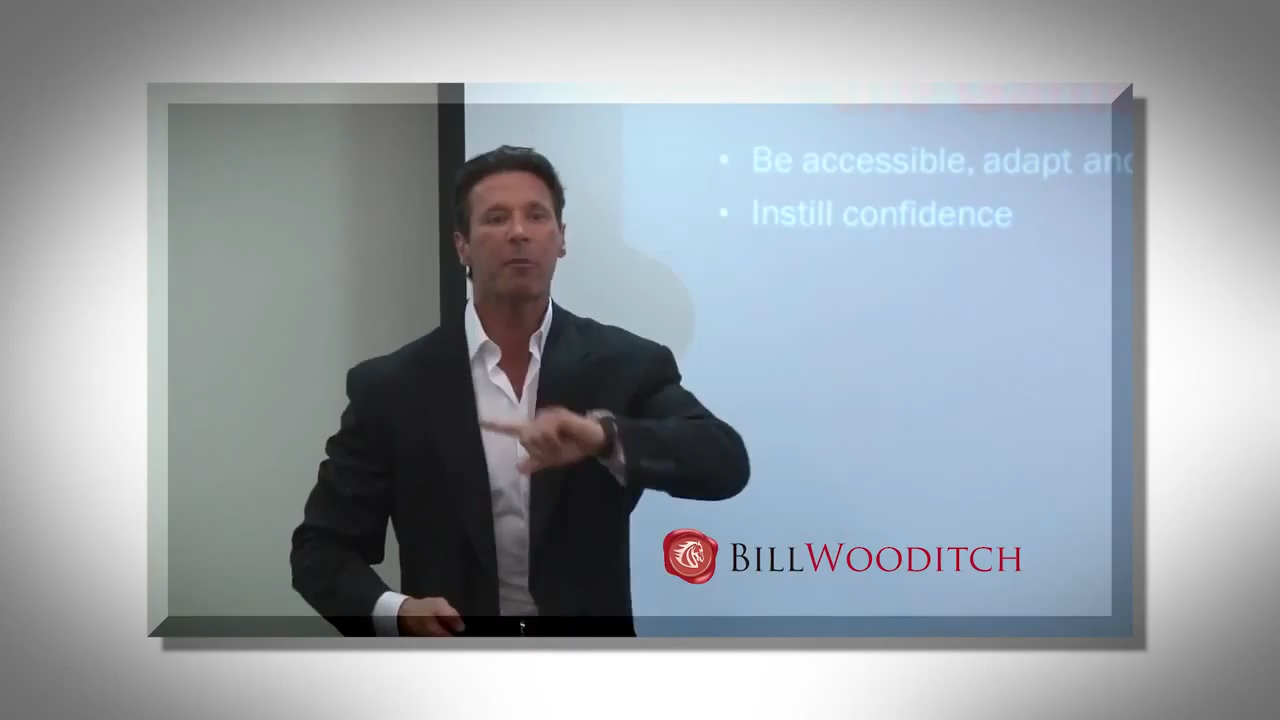 • Be accessible, adapt and
• Instill confidence
BILLWOODITCH